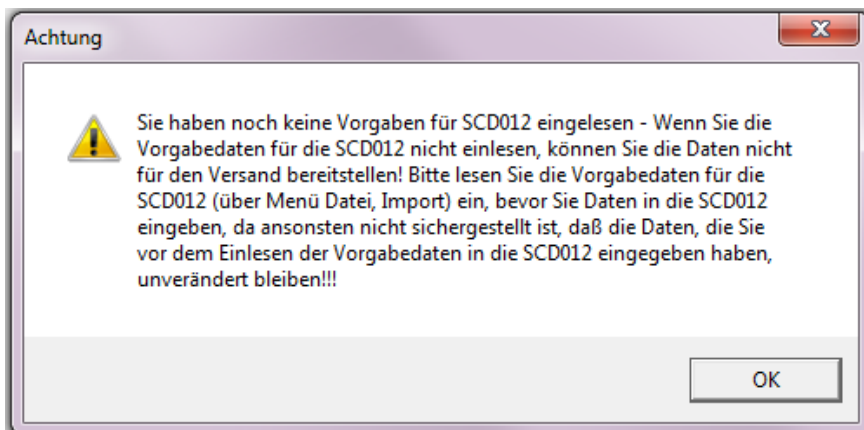 Achtung
Sie haben noch keine Vorgaben für SCD012 eingelesen - Wenn Sie die
Vorgabedaten für die SCD012 nicht einlesen, können Sie die Daten nicht
für den Versand bereitstellen! Bitte lesen Sie die Vorgabedaten für die
SCD012 (über Menü Datei, Import) ein, bevor Sie Daten in die SCD012
eingeben, da ansonsten nicht sichergestellt ist, daß die Daten, die Sie
vor dem Einlesen der Vorgabedaten in die SCD012 eingegeben haben,
unverändert bleiben!!!
OK